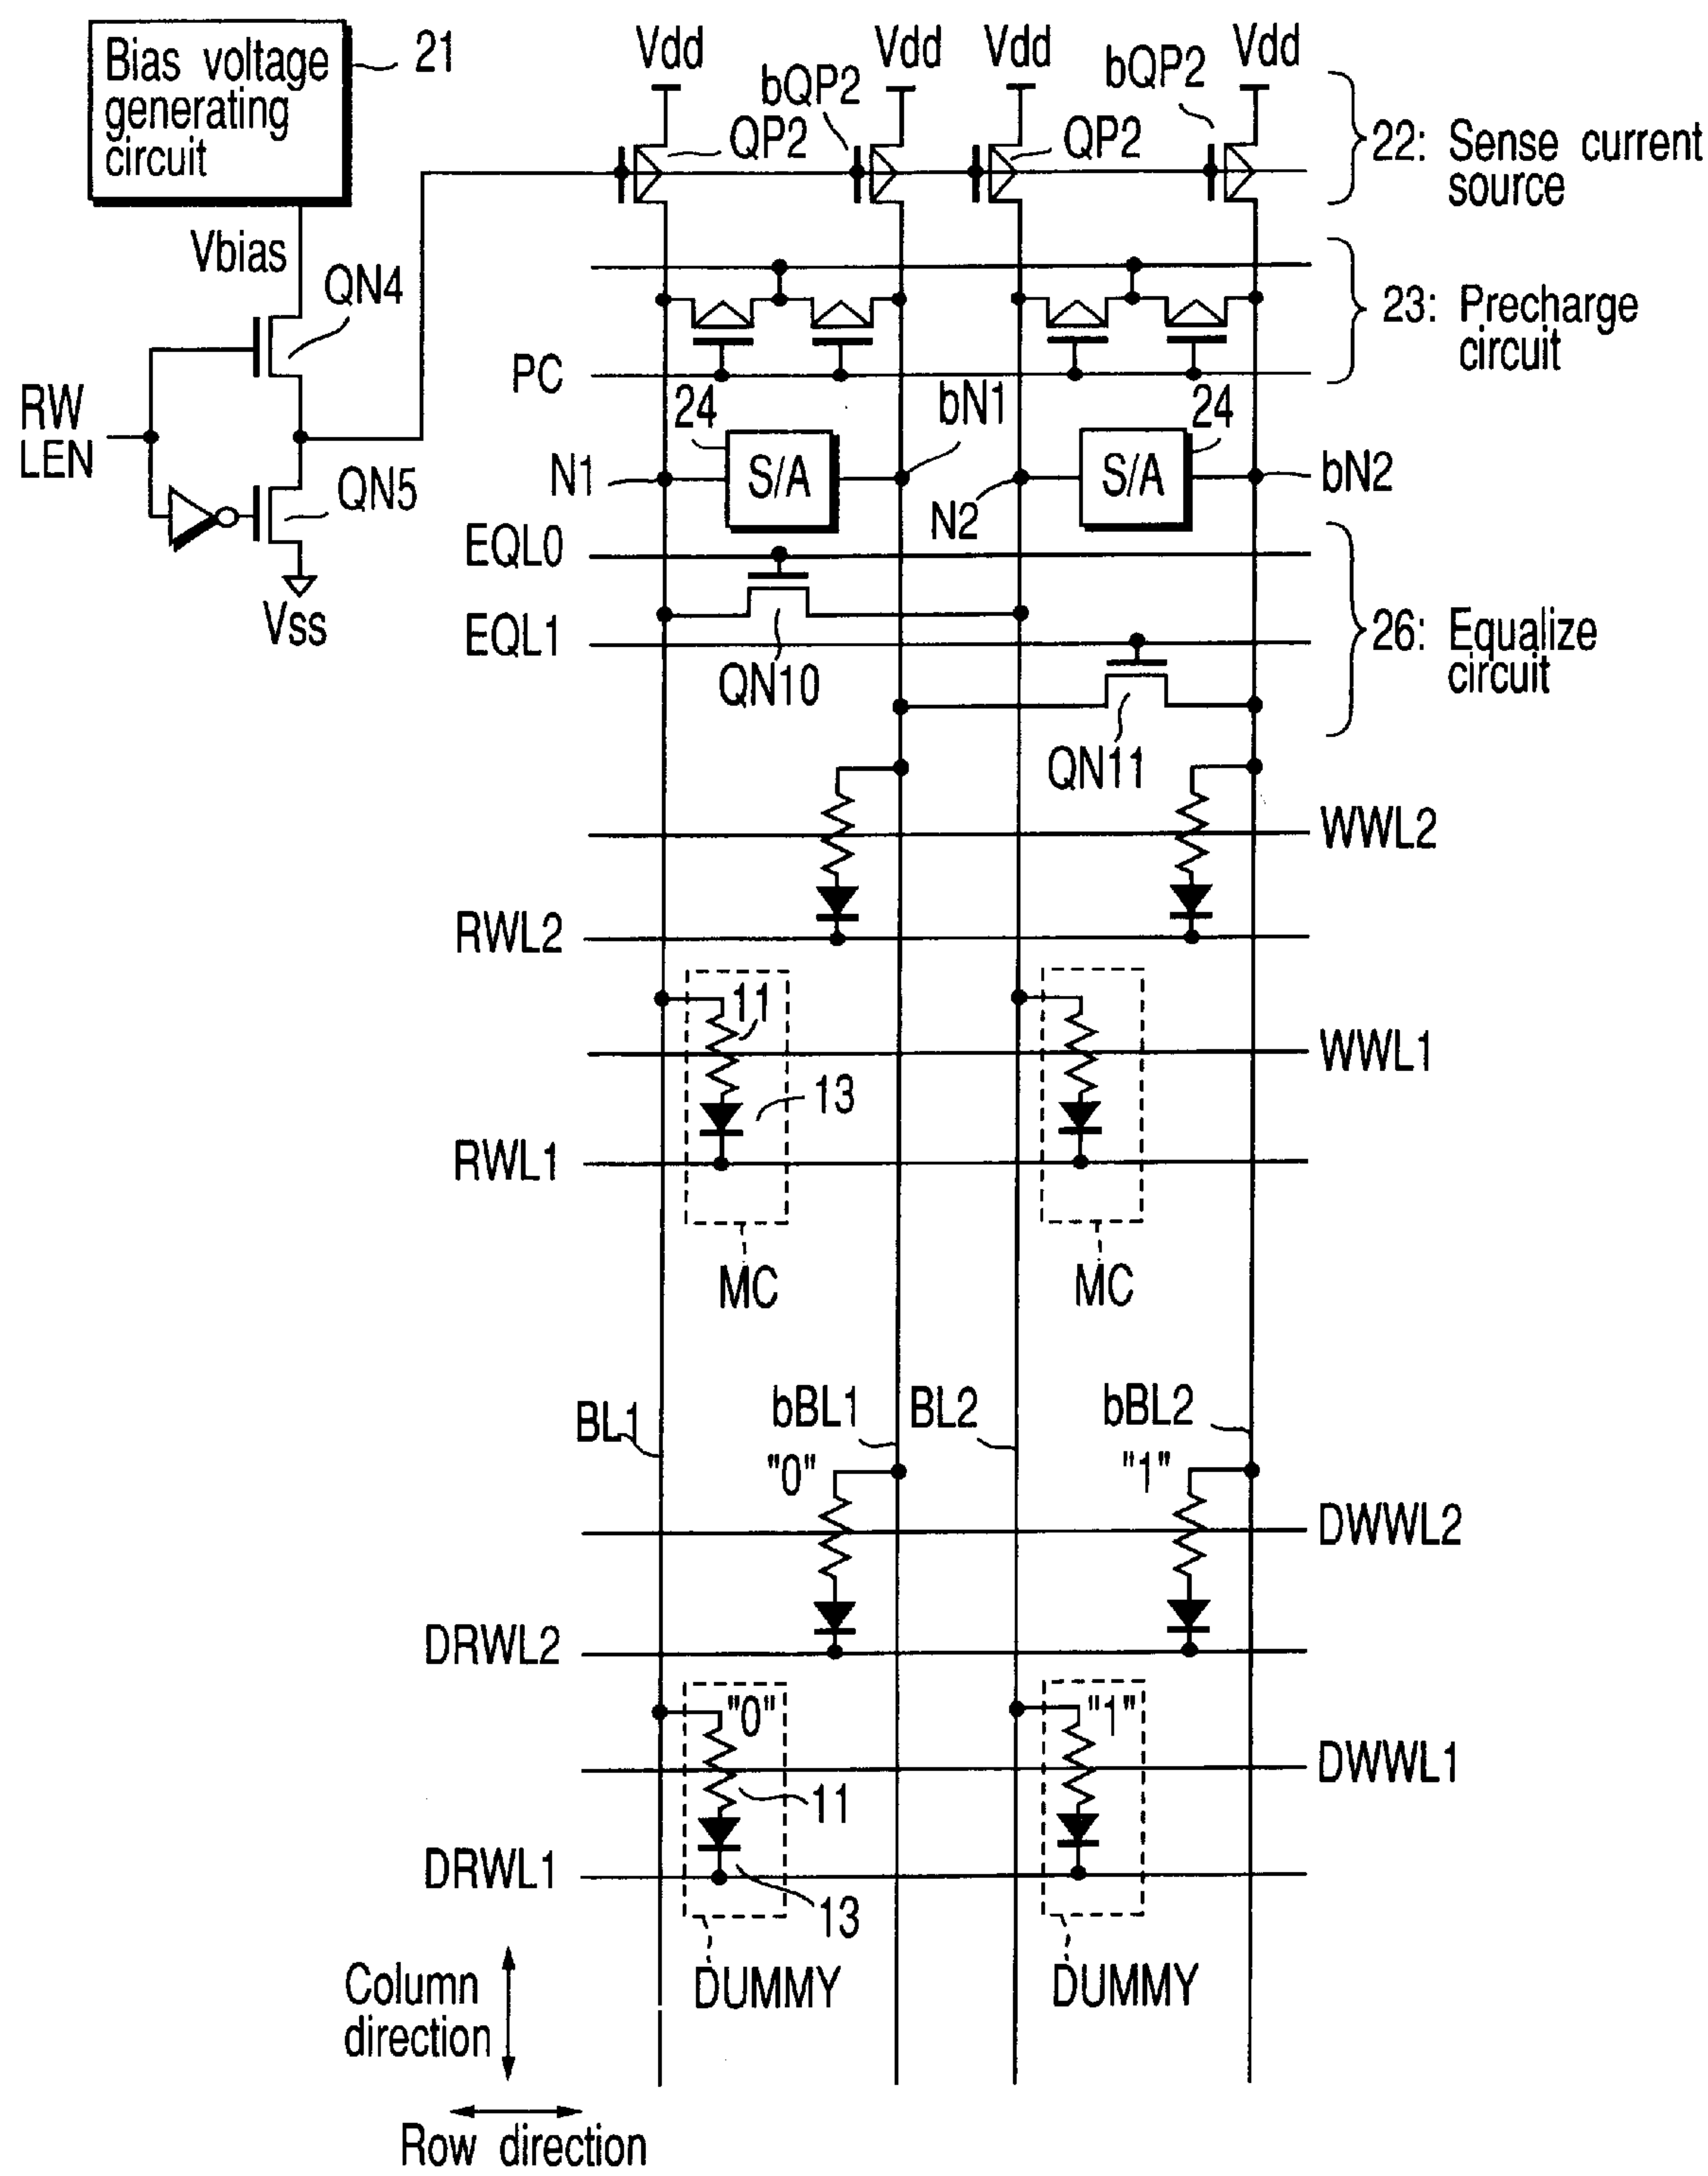 Bias voltage
generating
circuit
21
Vdd
Vdd
Vdd
Vdd
bQP2
QP2
bQP2
QP2
22: Sense current
source
Vbias
QN4
23: Precharge
circuit
PC
RW
LEN
24
bN1
24
N1
S/A
N2
S/A
bN2
QN5
EQL0
Vss
EQL1
QN10
26: Equalize
circuit
QN11
WWL2
RWL2
11
WWL1
13
RWL1
MC
MC
BL1
bBL1
BL2
bBL2
"0"
"1"
DWWL2
DRWL2
"0"
"1"
DWWL1
11
DRWL1
13
DUMMY
DUMMY
Column
direction
Row direction